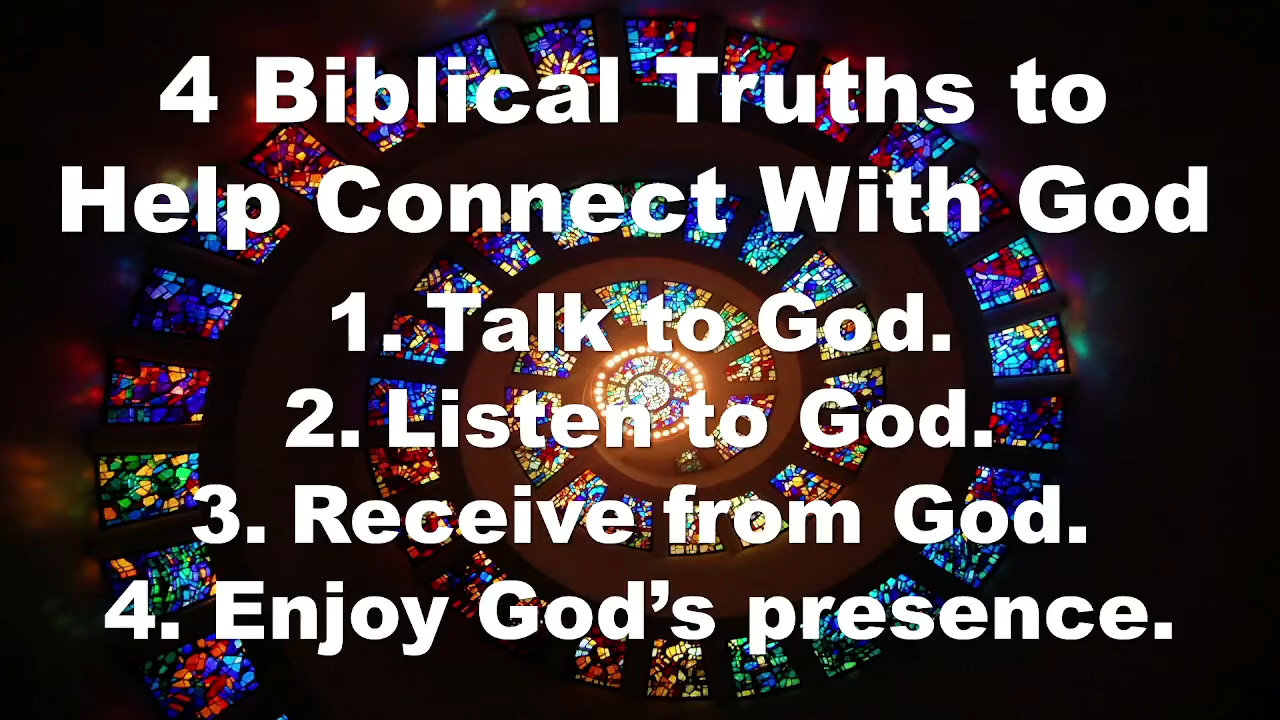 4 Biblical Truths to
Help Connect With God
1. Talk to God.
2. Listen to God.
3. Receive from God.
4. Enjoy God’s presence.